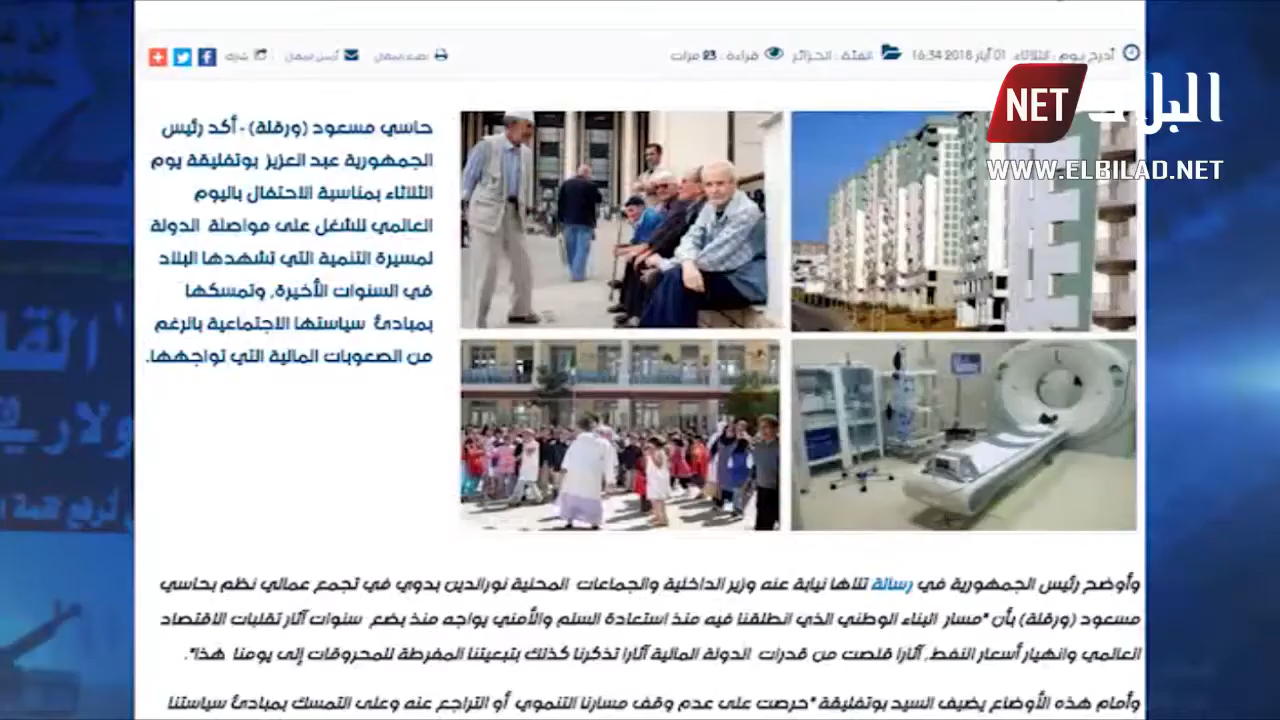 أدرج يوم : الثلاثاء, 01 أيار 2018 16:34 الفئة : الجزائر قراءة : 23 مرات
شارك
NET البلاد
WWW.ELBILAD.NET
حاسي مسعود (ورقلة) - أكد رئيس
الجمهورية عبد العزيز بوتفليقة يوم
الثلاثاء بمناسبة الاحتفال باليوم
العالمي للشغل على مواصلة الدولة
لمسيرة التنمية التي تشهدها البلاد
في السنوات الأخيرة, وتمسكها
بمبادئ سياستها الاجتماعية بالرغم
من الصعوبات المالية التي تواجهها.
وأوضح رئيس الجمهورية في رسالة تلاها نيابة عنه وزير الداخلية والجماعات المحلية نورالدين بدوي في تجمع عمالي نظم بحاسي
مسعود (ورقلة) بأن "مسار البناء الوطني الذي انطلقنا فيه منذ استعادة السلم والأمني يواجه منذ بضع سنوات آثار تقلبات الاقتصاد
العالمي وانهيار أسعار النفط, آثارا قلصت من قدرات الدولة المالية آثارا تذكرنا كذلك بتبعيتنا المفرطة للمحروقات إلى يومنا هذا".
وأمام هذه الأوضاع يضيف السيد بوتفليقة "حرصت على عدم وقف مسارنا التنموي أو التراجع عنه وعلى التمسك بمبادئ سياستنا